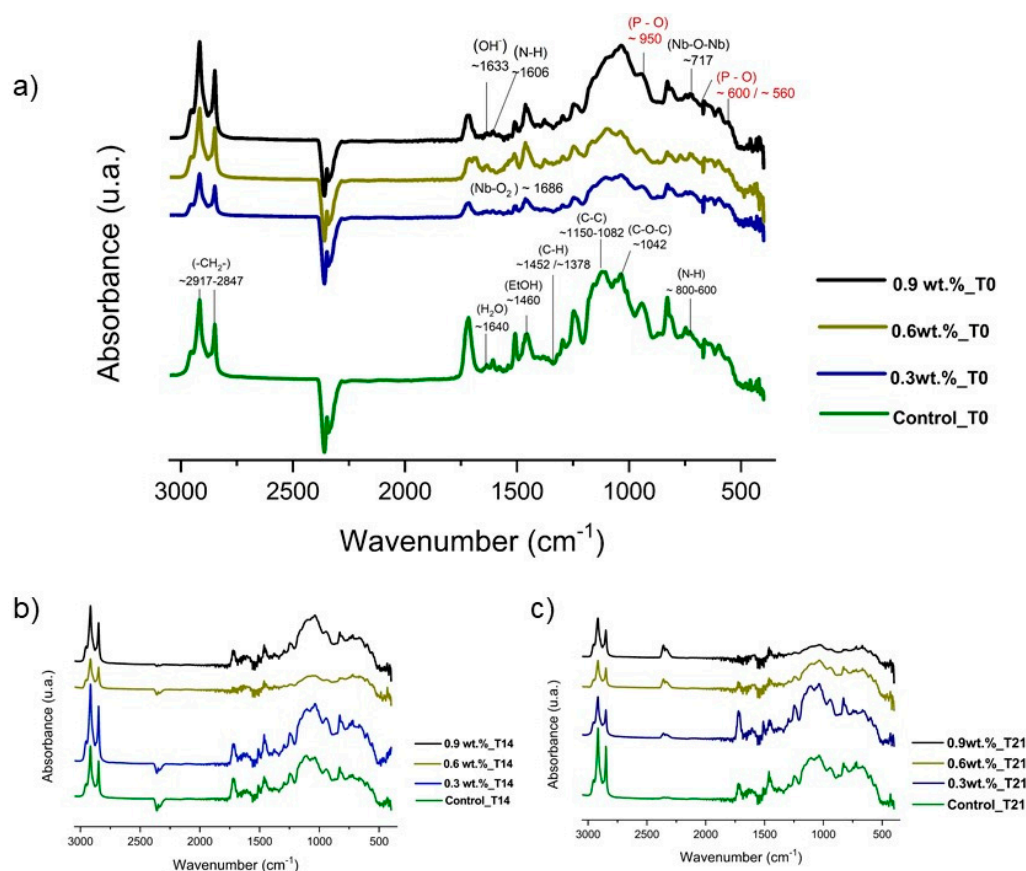 a)
(OH⁻)
~1633
(N-H)
~1606
(P - O)
~ 950
(Nb-O-Nb)
~717
(P - O)
~ 600 / ~ 560
(Nb-O₂) ~ 1686
(-CH₂-)
~2917-2847
(H₂O)
~1640
(EtOH)
~1460
(C-H)
~1452 /~1378
(C-C)
~1150-1082
(C-O-C)
~1042
(N-H)
~ 800-600
0.9 wt.%_T0
0.6wt.%_T0
0.3wt.%_T0
Control_T0
Absorbance (u.a.)
3000 2500 2000 1500 1000 500
Wavenumber (cm⁻¹)
b)
Absorbance (u.a.)
0.9 wt.%_T14
0.6 wt.%_T14
0.3 wt.%_T14
Control_T14
3000 2500 2000 1500 1000 500
Wavenumber (cm⁻¹)
c)
Absorbance (u.a.)
0.9wt.%_T21
0.6wt.%_T21
0.3wt.%_T21
Control_T21
3000 2500 2000 1500 1000 500
Wavenumber (cm⁻¹)